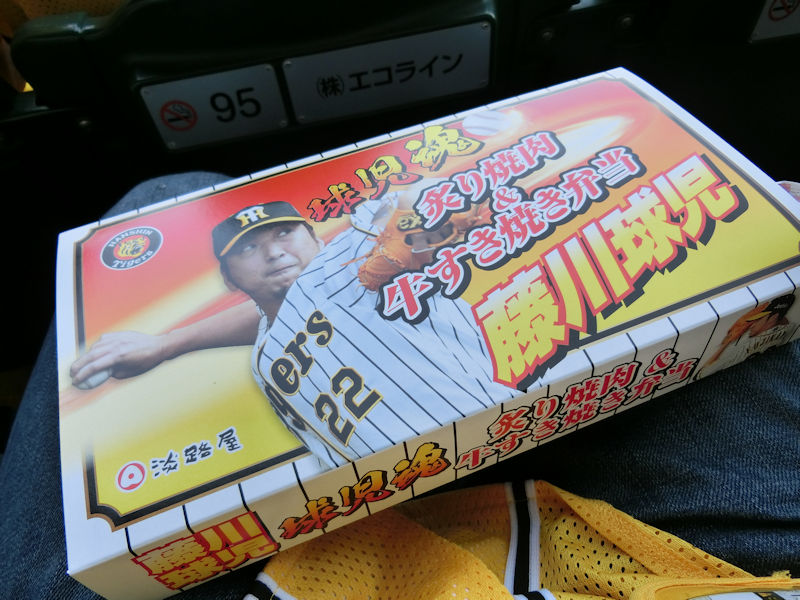 95
㈱エコライン
球児魂
炙り焼肉
&
牛すき焼き弁当
藤川球児
HANSHIN
Tigers
gers
22
淡路屋
藤川
球児
球児魂
炙り焼肉 &
牛すき焼き弁当